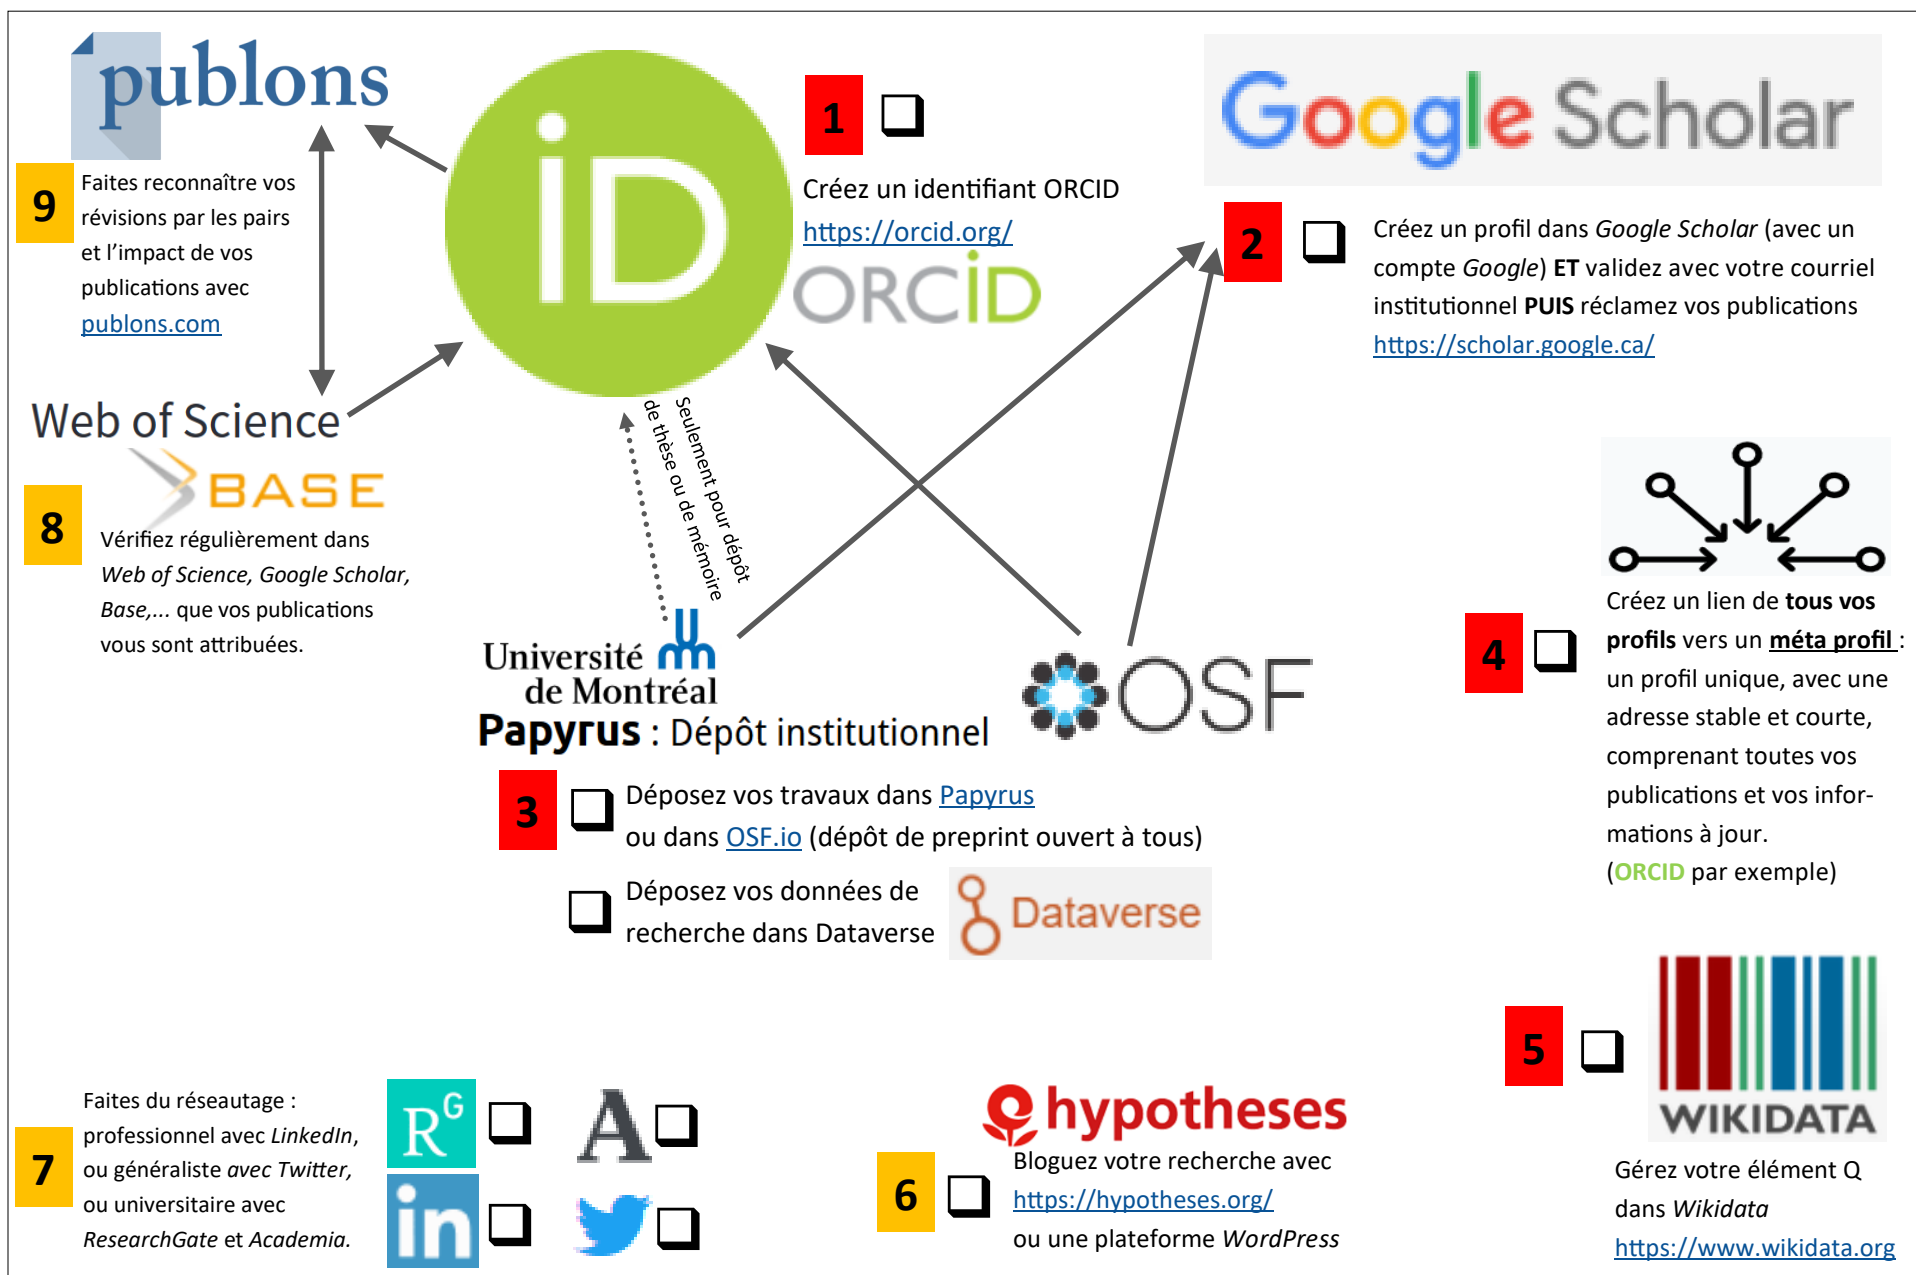 publons
9
Faites reconnaître vos
révisions par les pairs
et l’impact de vos
publications avec
publons.com
iD
1
Créez un identifiant ORCID
https://orcid.org/
ORCiD
Google Scholar
2
Créez un profil dans Google Scholar (avec un
compte Google) ET validez avec votre courriel
institutionnel PUIS réclamez vos publications
https://scholar.google.ca/
Web of Science
BASE
8
Vérifiez régulièrement dans
Web of Science, Google Scholar,
Base,... que vos publications
vous sont attribuées.
Seulement pour dépôt
de thèse ou de mémoire
Université
de Montréal
Papyrus : Dépôt institutionnel
OSF
3
Déposez vos travaux dans Papyrus
ou dans OSF.io (dépôt de preprint ouvert à tous)
Déposez vos données de
recherche dans Dataverse
Dataverse
4
Créez un lien de tous vos
profils vers un méta profil :
un profil unique, avec une
adresse stable et courte,
comprenant toutes vos
publications et vos infor-
mations à jour.
(ORCID par exemple)
5
WIKIDATA
Gérez votre élément Q
dans Wikidata
https://www.wikidata.org
hypotheses
6
Bloguez votre recherche avec
https://hypotheses.org/
ou une plateforme WordPress
7
Faites du réseautage :
professionnel avec LinkedIn,
ou généraliste avec Twitter,
ou universitaire avec
ResearchGate et Academia.
RG
A
in